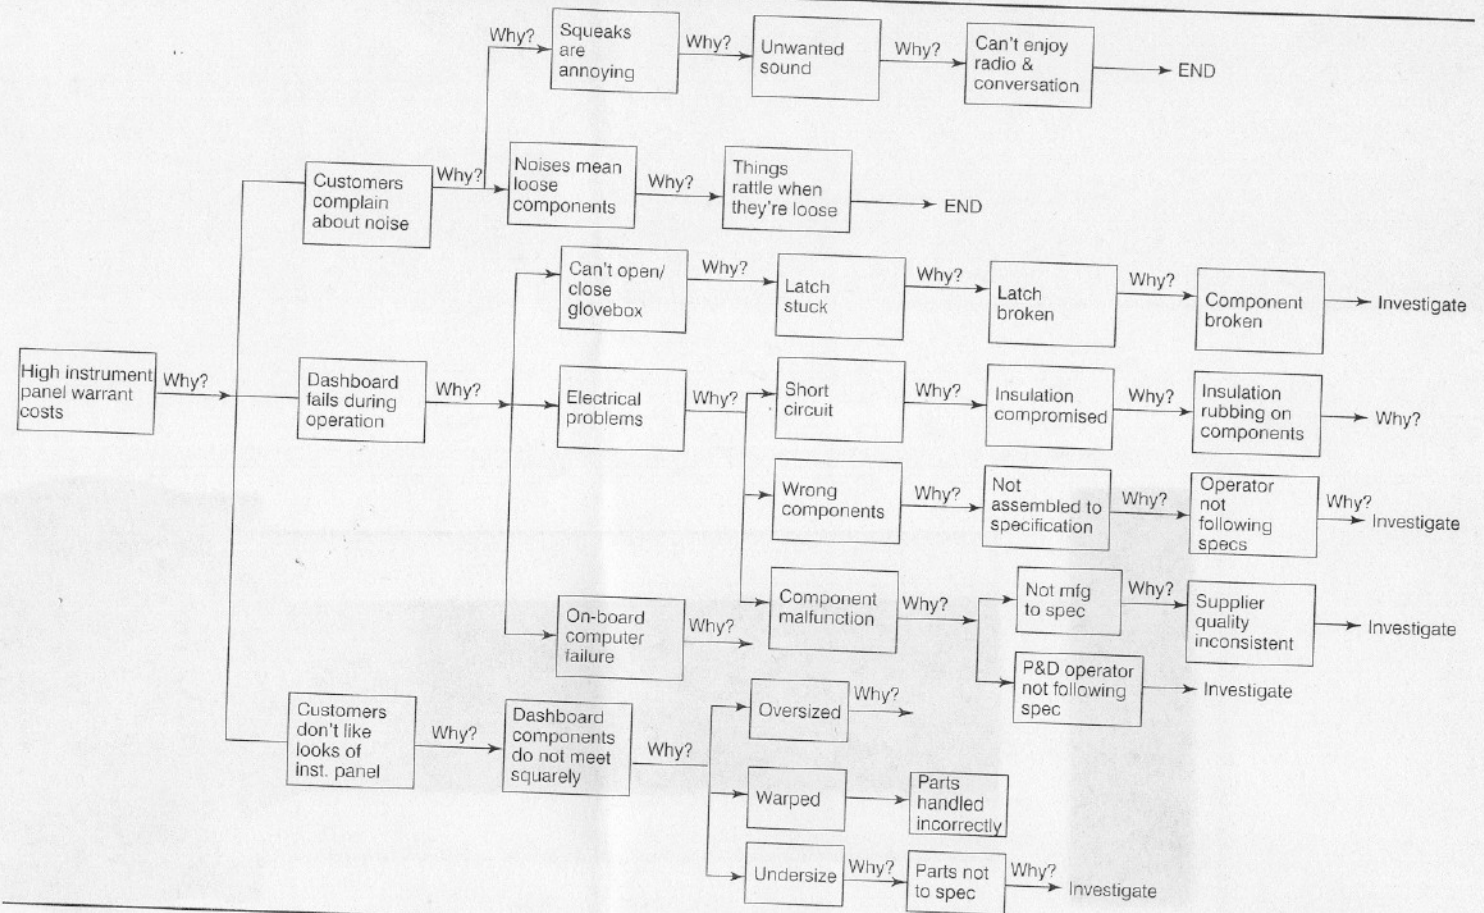 Why?
Squeaks
are
annoying
Why?
Unwanted
sound
Why?
Can't enjoy
radio &
conversation
END
Customers
complain
about noise
Why?
Noises mean
loose
components
Why?
Things
rattle when
they're loose
END
High instrument
panel warrant
costs
Why?
Dashboard
fails during
operation
Why?
Can't open/
close
glovebox
Why?
Latch
stuck
Why?
Latch
broken
Why?
Component
broken
Investigate
Electrical
problems
Why?
Short
circuit
Why?
Insulation
compromised
Why?
Insulation
rubbing on
components
Why?
Wrong
components
Why?
Not
assembled to
specification
Why?
Operator
not
following
specs
Why?
Investigate
Component
malfunction
Why?
Not mfg
to spec
Why?
Supplier
quality
inconsistent
Investigate
P&D operator
not following
spec
Investigate
On-board
computer
failure
Why?
Customers
don't like
looks of
inst. panel
Why?
Dashboard
components
do not meet
squarely
Why?
Oversized
Why?
Warped
Parts
handled
incorrectly
Undersize
Why?
Parts not
to spec
Why?
Investigate